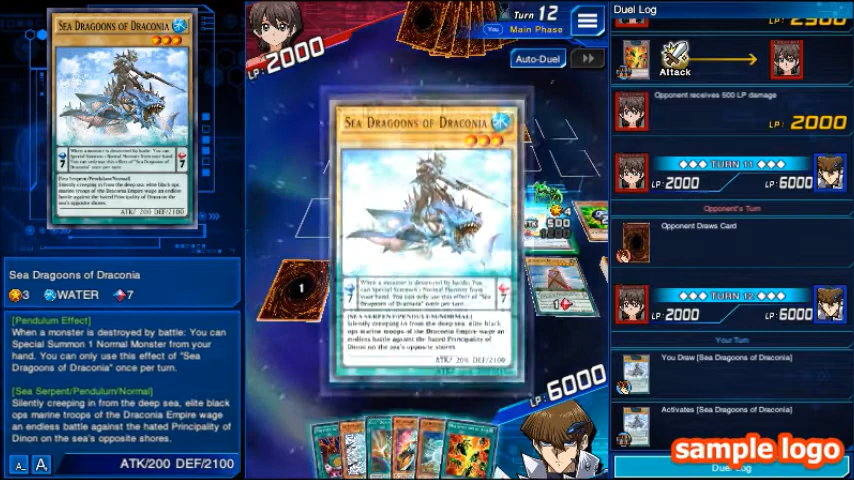 SEA DRAGOONS OF DRACONIA
7
When a monster is destroyed by battle: You can Special Summon 1 Normal Monster from your hand. You can only use this effect of "Sea Dragoons of Draconia" once per turn.
7
[Sea Serpent/Pendulum/Normal]
Silently creeping in from the deep sea, elite black
ops marine troops of the Draconia Empire wage an endless
battle against the hated Principality of Dinon on the
sea's opposite shores.
ATK/ 200 DEF/2100
Sea Dragoons of Draconia
3 WATER 7
[Pendulum Effect]
When a monster is destroyed by battle: You can
Special Summon 1 Normal Monster from your
hand. You can only use this effect of "Sea
Dragoons of Draconia" once per turn.
[Sea Serpent/Pendulum/Normal]
Silently creeping in from the deep sea, elite black
ops marine troops of the Draconia Empire wage
an endless battle against the hated Principality of
Dinon on the sea's opposite shores.
A A
ATK/200 DEF/2100
LP: 2000
Turn 12
You Main Phase
Auto-Duel
SEA DRAGOONS OF DRACONIA
7
When a monster is destroyed by battle: You
can Special Summon 1 Normal Monster from
your hand. You can only use this effect of "Sea
Dragoons of Draconia" once per turn.
7
[SEA SERPENT/PENDULUM/NORMAL]
Silently creeping in from the deep sea, elite black
ops marine troops of the Draconia Empire wage an
endless battle against the hated Principality of
Dinon on the sea's opposite shores.
ATK/ 200 DEF/2100
1
4
500
LP: 6000
Duel Log
LP: 2500
Attack
Opponent receives 500 LP damage
LP: 2000
TURN 11
LP: 2000 LP: 6000
Opponent's Turn
Opponent Draws Card
TURN 12
LP: 2000 LP: 6000
Your Turn
You Draw [Sea Dragoons of Draconia]
Activates [Sea Dragoons of Draconia]
sample logo
Duel Log